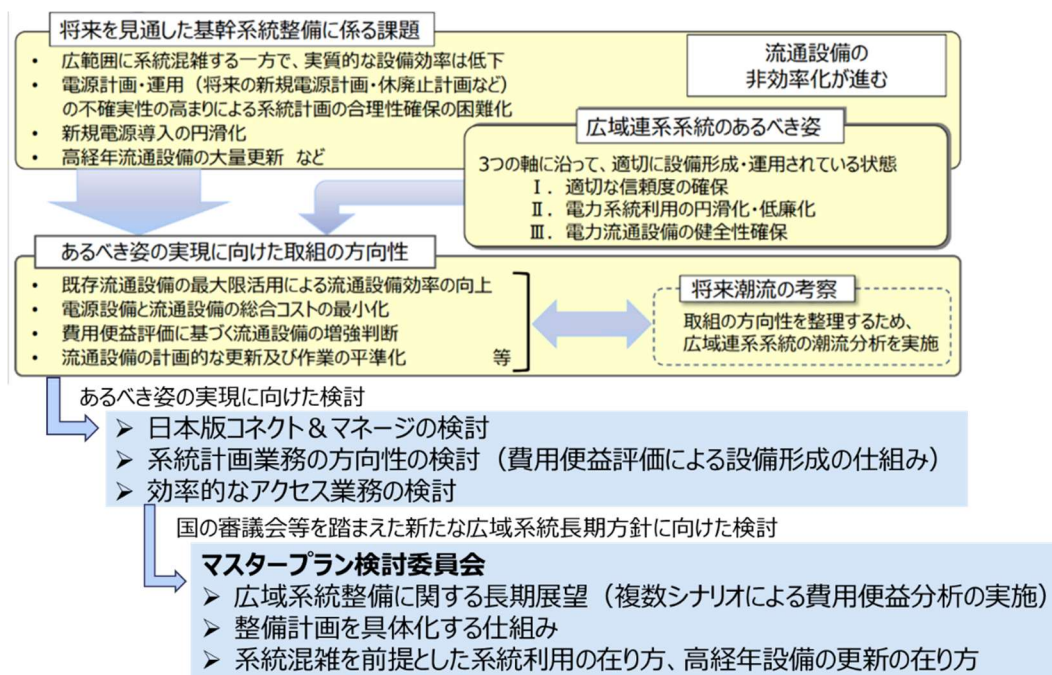 将来を見通した基幹系統整備に係る課題
• 広範囲に系統混雑する一方で、実質的な設備効率は低下
• 電源計画・運用（将来の新規電源計画・休廃止計画など）
の不確実性の高まりによる系統計画の合理性確保の困難化
• 新規電源導入の円滑化
• 高経年流通設備の大量更新 など
流通設備の
非効率化が進む
広域連系系統のあるべき姿
3つの軸に沿って、適切に設備形成・運用されている状態
Ⅰ．適切な信頼度の確保
Ⅱ．電力系統利用の円滑化・低廉化
Ⅲ．電力流通設備の健全性確保
あるべき姿の実現に向けた取組の方向性
• 既存流通設備の最大限活用による流通設備効率の向上
• 電源設備と流通設備の総合コストの最小化
• 費用便益評価に基づく流通設備の増強判断
• 流通設備の計画的な更新及び作業の平準化 等
将来潮流の考察
取組の方向性を整理するため、
広域連系系統の潮流分析を実施
あるべき姿の実現に向けた検討
➢ 日本版コネクト＆マネージの検討
➢ 系統計画業務の方向性の検討（費用便益評価による設備形成の仕組み）
➢ 効率的なアクセス業務の検討
国の審議会等を踏まえた新たな広域系統長期方針に向けた検討
マスタープラン検討委員会
➢ 広域系統整備に関する長期展望（複数シナリオによる費用便益分析の実施）
➢ 整備計画を具体化する仕組み
➢ 系統混雑を前提とした系統利用の在り方、高経年設備の更新の在り方